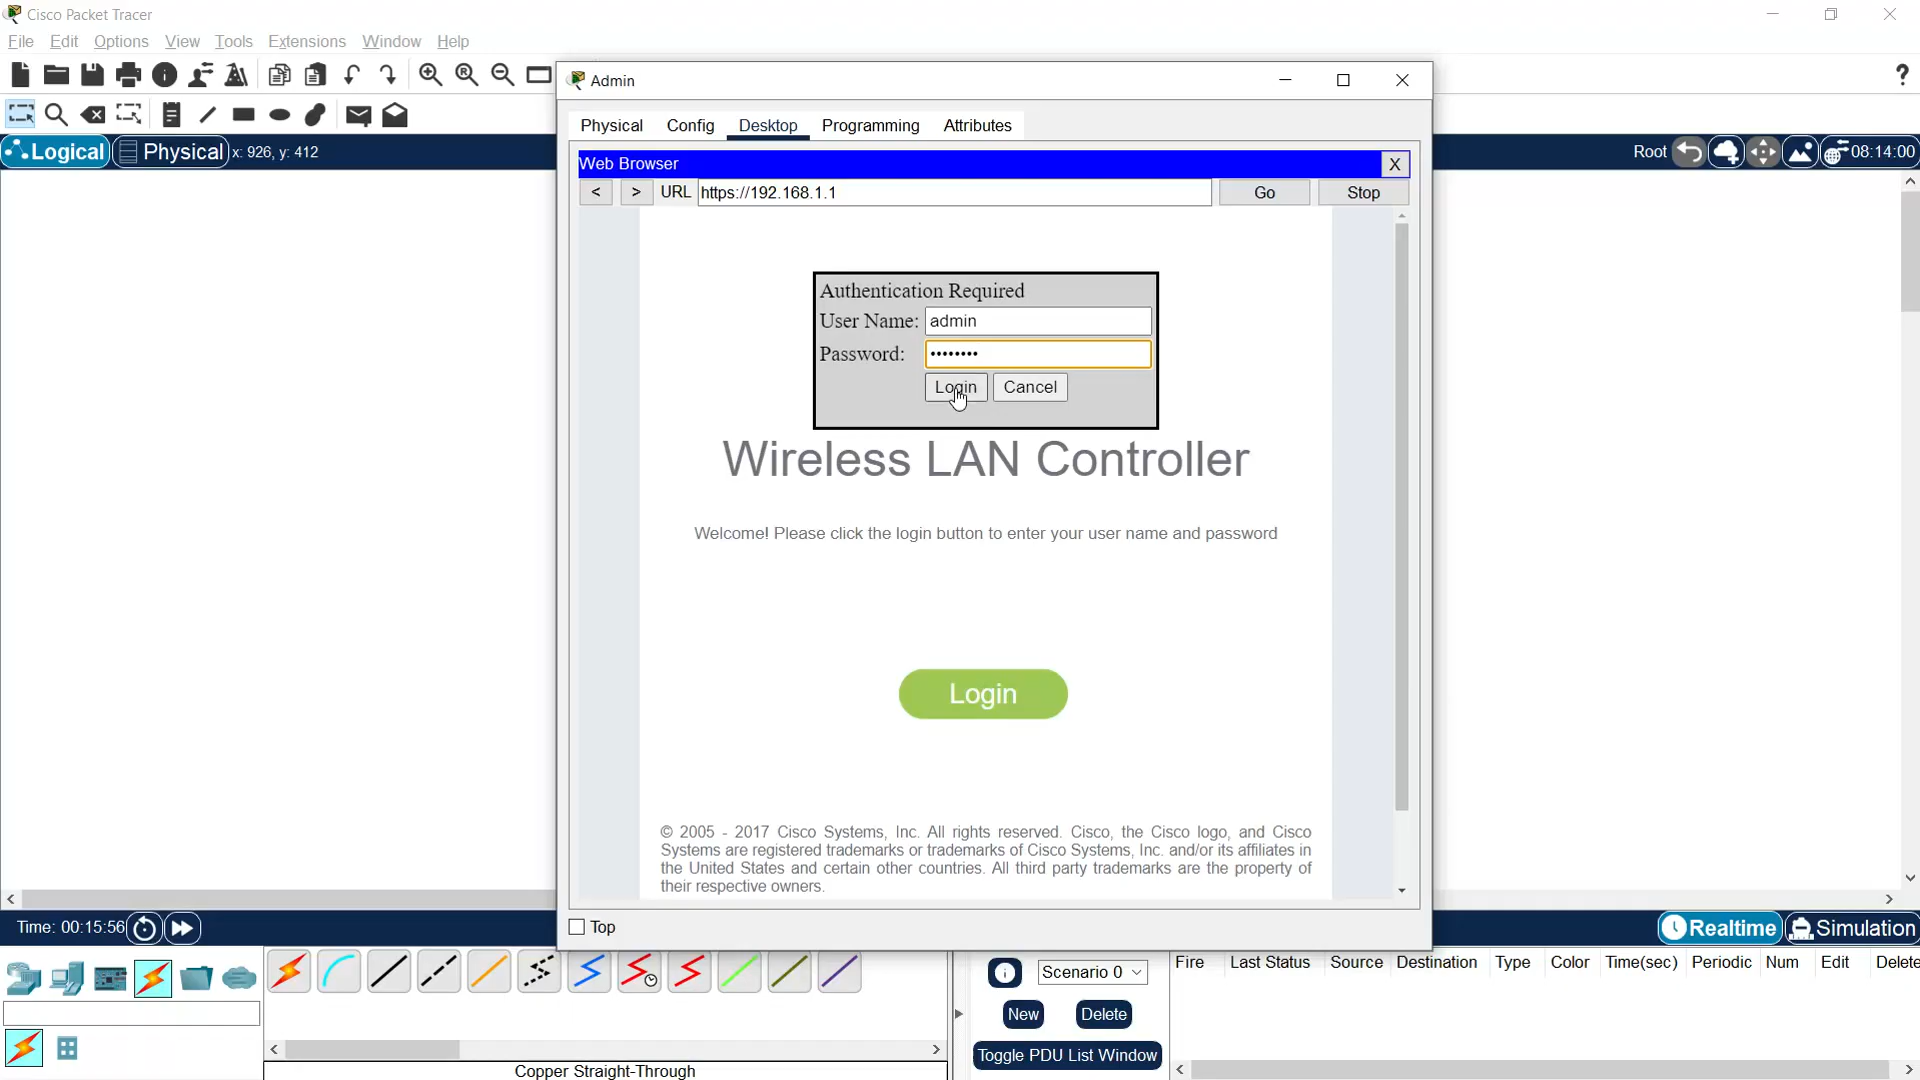 Cisco Packet Tracer
File Edit Options View Tools Extensions Window Help
?
Admin
Physical Config Desktop Programming Attributes
Logical Physical x: 926, y: 412
Root 08:14:00
Web Browser X
< > URL https://192.168.1.1 Go Stop
Authentication Required
User Name: admin
Password: ••••••••
Login Cancel
Wireless LAN Controller
Welcome! Please click the login button to enter your user name and password
Login
© 2005 - 2017 Cisco Systems, Inc. All rights reserved. Cisco, the Cisco logo, and Cisco
Systems are registered trademarks or trademarks of Cisco Systems, Inc. and/or its affiliates in
the United States and certain other countries. All third party trademarks are the property of
their respective owners.
Top
Time: 00:15:56
Realtime Simulation
Scenario 0
Fire Last Status Source Destination Type Color Time(sec) Periodic Num Edit Delete
New Delete
Toggle PDU List Window
Copper Straight-Through